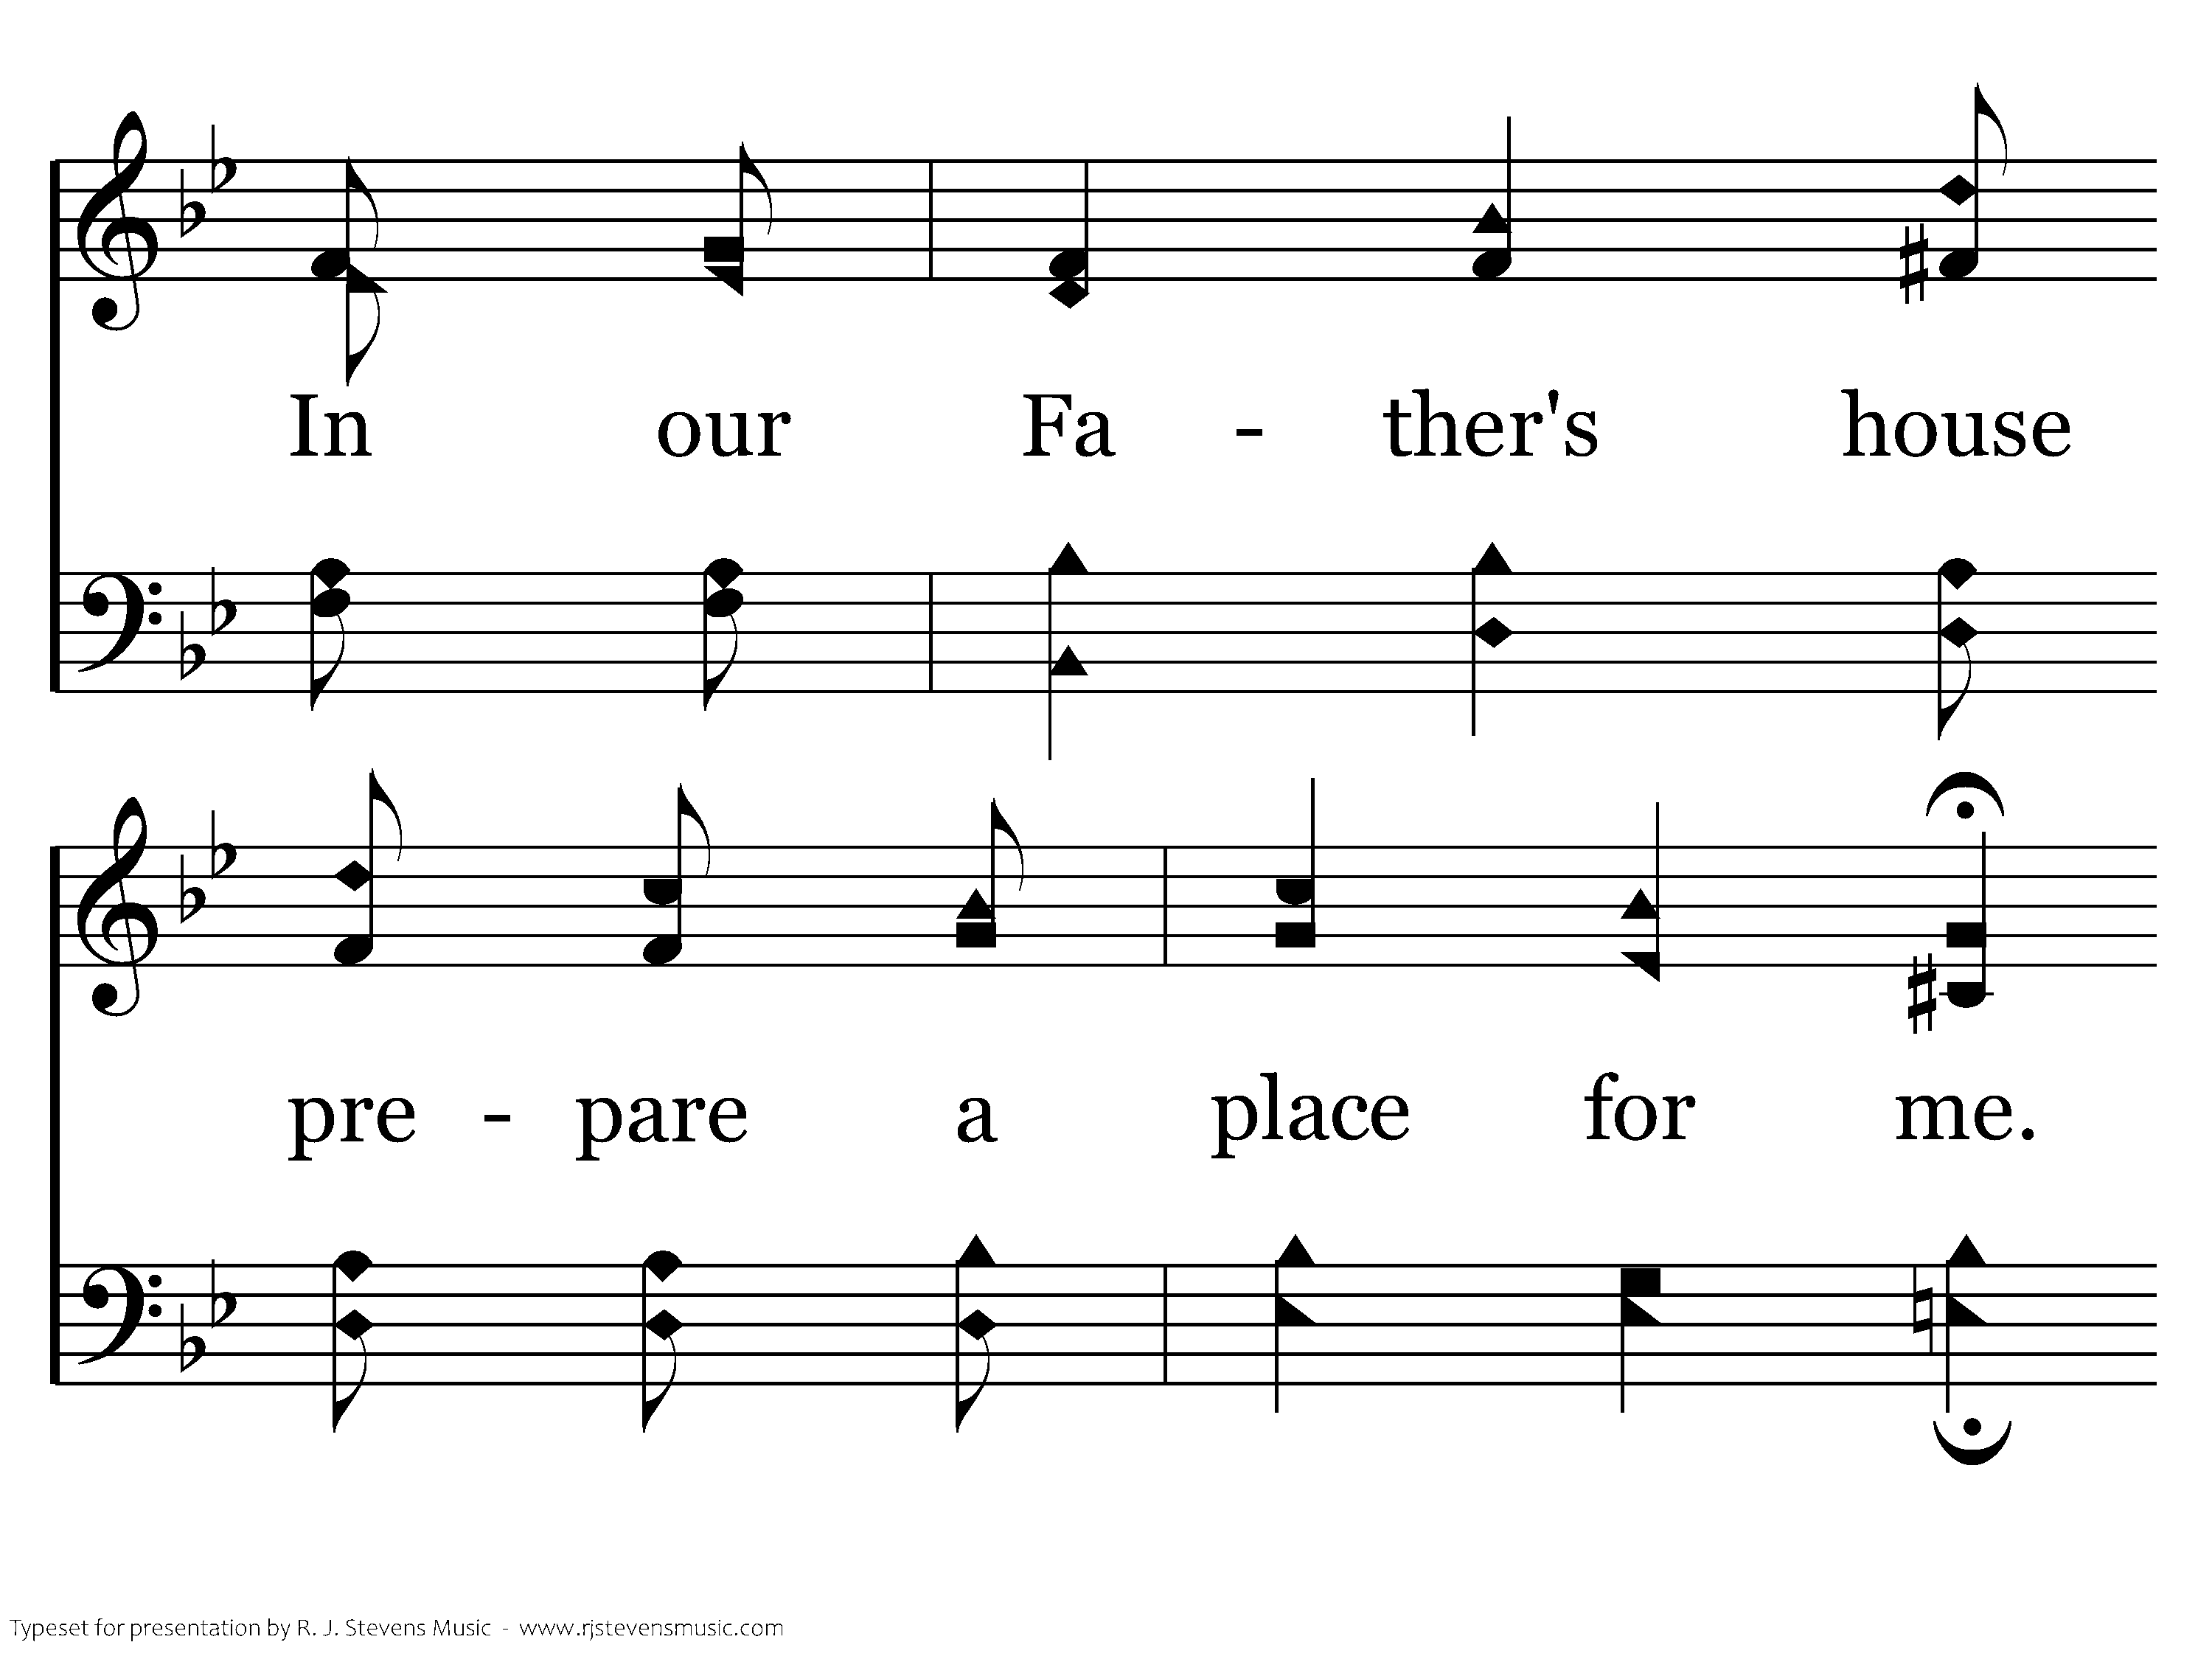 In our Fa - ther's house
pre - pare a place for me.
Typeset for presentation by R. J. Stevens Music - www.rjstevensmusic.com